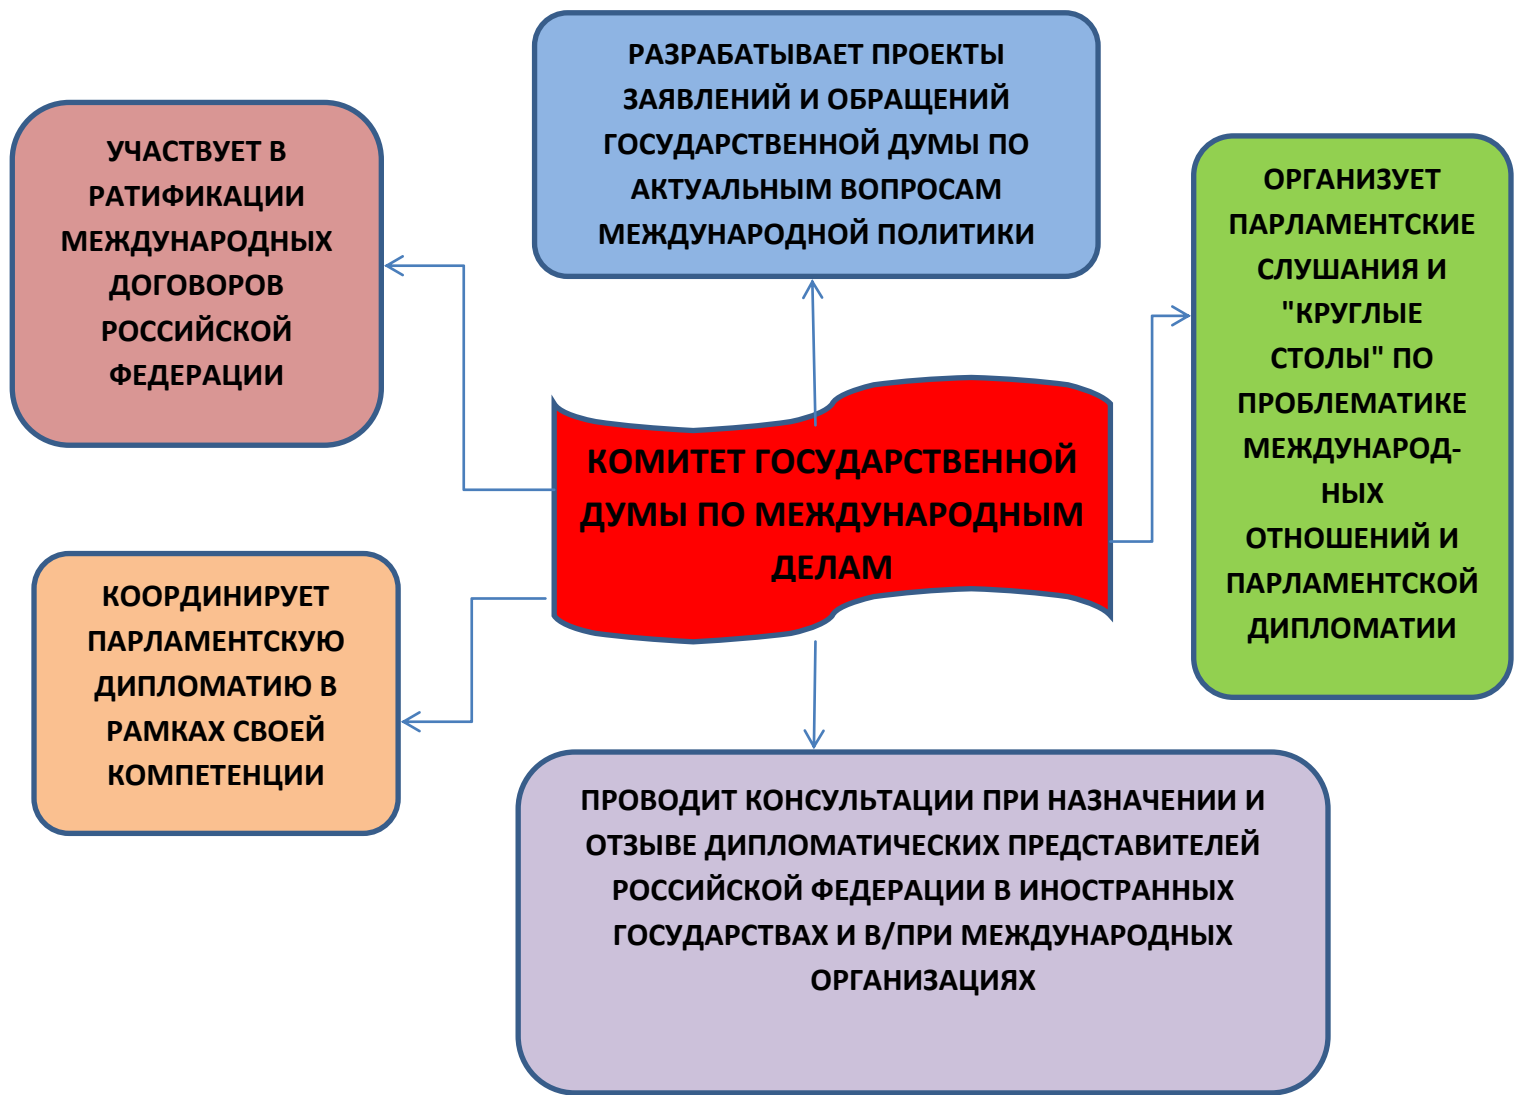 РАЗРАБАТЫВАЕТ ПРОЕКТЫ
ЗАЯВЛЕНИЙ И ОБРАЩЕНИЙ
ГОСУДАРСТВЕННОЙ ДУМЫ ПО
АКТУАЛЬНЫМ ВОПРОСАМ
МЕЖДУНАРОДНОЙ ПОЛИТИКИ
УЧАСТВУЕТ В
РАТИФИКАЦИИ
МЕЖДУНАРОДНЫХ
ДОГОВОРОВ
РОССИЙСКОЙ
ФЕДЕРАЦИИ
ОРГАНИЗУЕТ
ПАРЛАМЕНТСКИЕ
СЛУШАНИЯ И
"КРУГЛЫЕ
СТОЛЫ" ПО
ПРОБЛЕМАТИКЕ
МЕЖДУНАРОД-
НЫХ
ОТНОШЕНИЙ И
ПАРЛАМЕНТСКОЙ
ДИПЛОМАТИИ
КОМИТЕТ ГОСУДАРСТВЕННОЙ
ДУМЫ ПО МЕЖДУНАРОДНЫМ
ДЕЛАМ
КООРДИНИРУЕТ
ПАРЛАМЕНТСКУЮ
ДИПЛОМАТИЮ В
РАМКАХ СВОЕЙ
КОМПЕТЕНЦИИ
ПРОВОДИТ КОНСУЛЬТАЦИИ ПРИ НАЗНАЧЕНИИ И
ОТЗЫВЕ ДИПЛОМАТИЧЕСКИХ ПРЕДСТАВИТЕЛЕЙ
РОССИЙСКОЙ ФЕДЕРАЦИИ В ИНОСТРАННЫХ
ГОСУДАРСТВАХ И В/ПРИ МЕЖДУНАРОДНЫХ
ОРГАНИЗАЦИЯХ